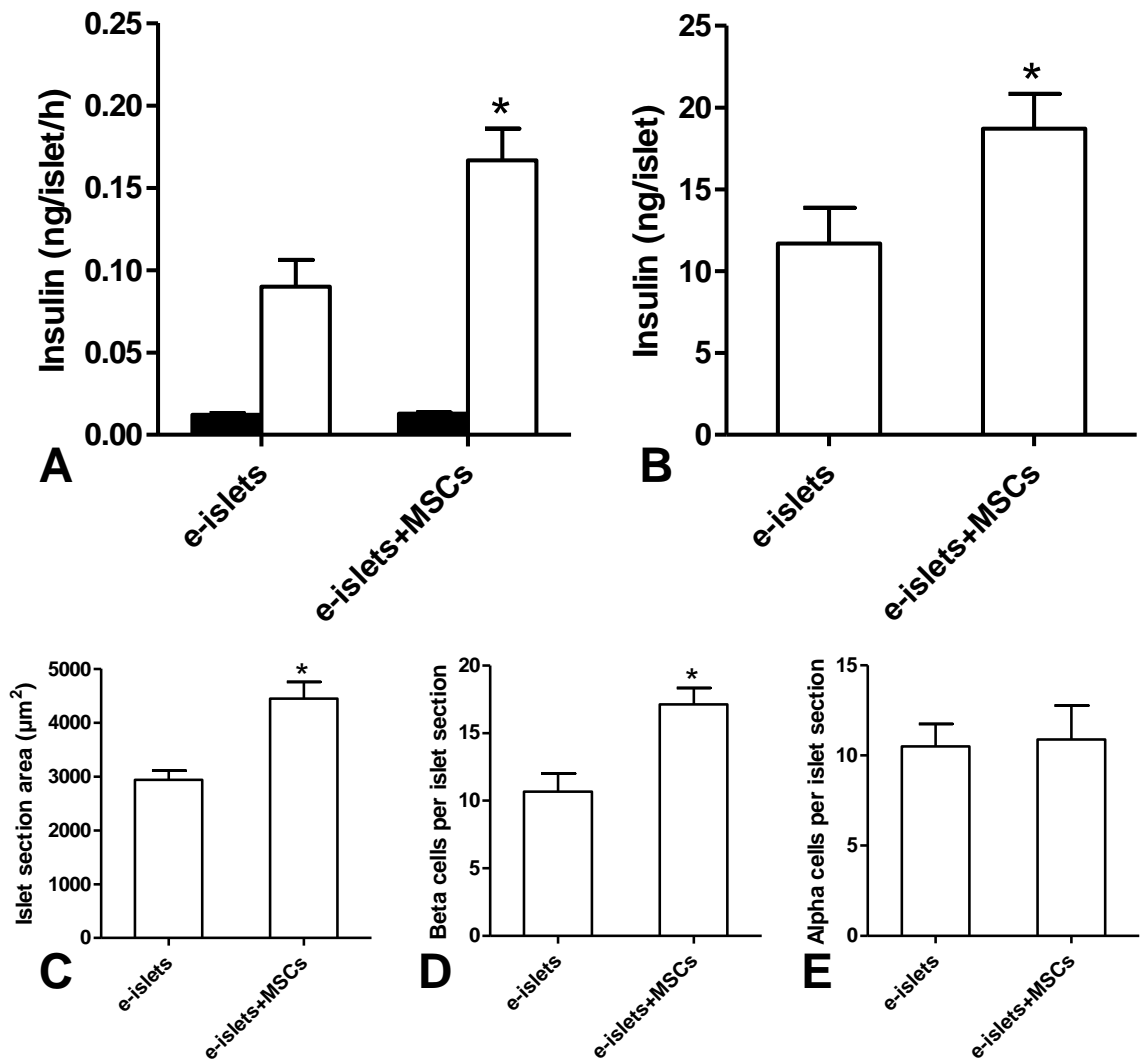 Insulin (ng/islet/h)
0.25
0.20
0.15
0.10
0.05
0.00
*
e-islets
e-islets+MSCs
A
Insulin (ng/islet)
25
20
15
10
5
0
*
e-islets
e-islets+MSCs
B
Islet section area (µm²)
5000
4000
3000
2000
1000
0
*
e-islets
e-islets+MSCs
C
Beta cells per islet section
20
15
10
5
0
*
e-islets
e-islets+MSCs
D
Alpha cells per islet section
15
10
5
0
e-islets
e-islets+MSCs
E